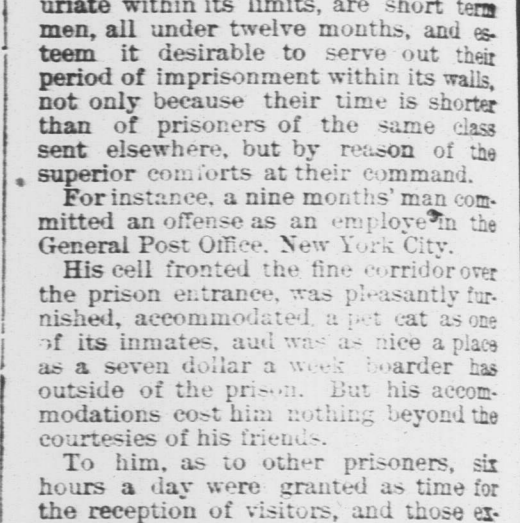 uriate within its limits, are short term
men, all under twelve months, and es-
teem it desirable to serve out their
period of imprisonment within its walls,
not only because their time is shorter
than of prisoners of the same class
sent elsewhere, but by reason of the
superior comforts at their command.
For instance, a nine months' man com-
mitted an offense as an employe in the
General Post Office, New York City.
His cell fronted the fine corridor over
the prison entrance, was pleasantly fur-
nished, accommodated a pet cat as one
of its inmates, aud was as nice a place
as a seven dollar a week boarder has
outside of the prison. But his accom-
modations cost him nothing beyond the
courtesies of his friends.
To him, as to other prisoners, six
hours a day were granted as time for
the reception of visitors, and those ex-